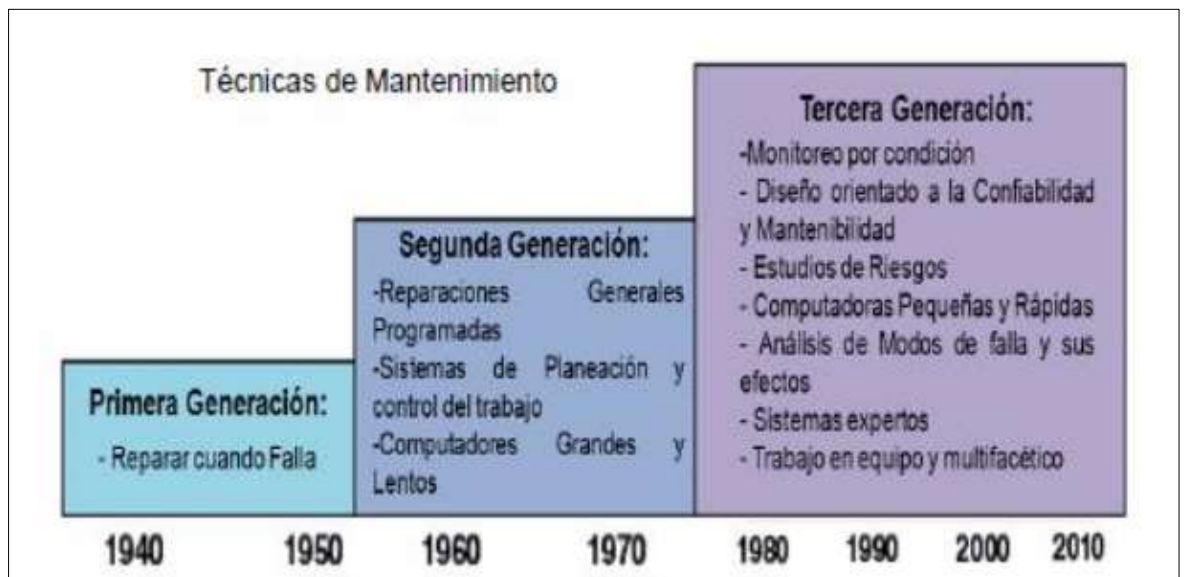 Técnicas de Mantenimiento
Primera Generación:
- Reparar cuando Falla
Segunda Generación:
-Reparaciones Generales
Programadas
-Sistemas de Planeación y
control del trabajo
-Computadores Grandes y
Lentos
Tercera Generación:
-Monitoreo por condición
- Diseño orientado a la Confiabilidad
y Mantenibilidad
- Estudios de Riesgos
- Computadoras Pequeñas y Rápidas
- Análisis de Modos de falla y sus
efectos
- Sistemas expertos
- Trabajo en equipo y multifacético
1940 1950 1960 1970 1980 1990 2000 2010